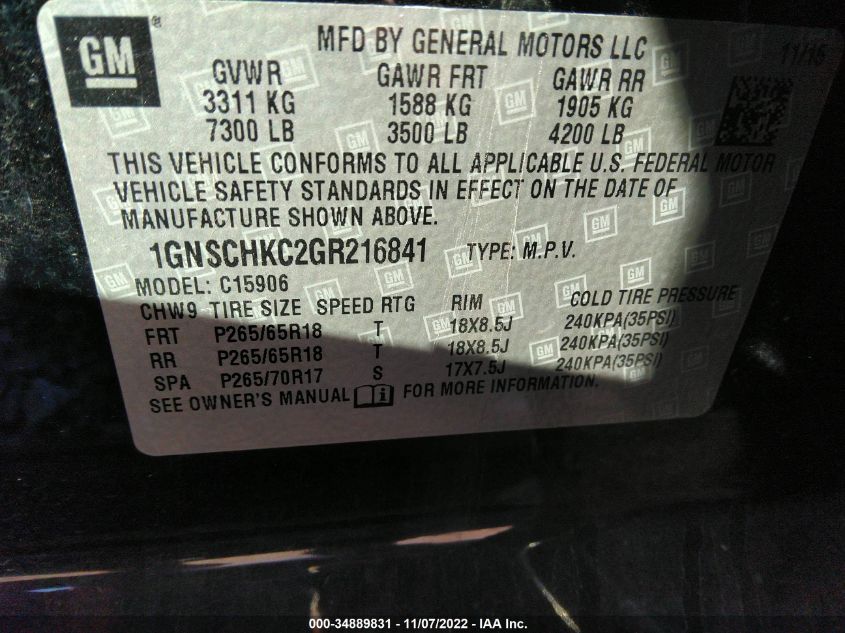 GM ®
MFD BY GENERAL MOTORS LLC
11/15
GVWR GAWR FRT GAWR RR
3311 KG 1588 KG 1905 KG
7300 LB 3500 LB 4200 LB
THIS VEHICLE CONFORMS TO ALL APPLICABLE U.S. FEDERAL MOTOR
VEHICLE SAFETY STANDARDS IN EFFECT ON THE DATE OF
MANUFACTURE SHOWN ABOVE.
1GNSCHKC2GR216841 TYPE: M.P.V.
MODEL: C15906
CHW9 TIRE SIZE SPEED RTG RIM COLD TIRE PRESSURE
FRT P265/65R18 T 18X8.5J 240KPA(35PSI)
RR P265/65R18 T 18X8.5J 240KPA(35PSI)
SPA P265/70R17 S 17X7.5J 240KPA(35PSI)
SEE OWNER'S MANUAL i FOR MORE INFORMATION.
000-34889831 - 11/07/2022 - IAA Inc.